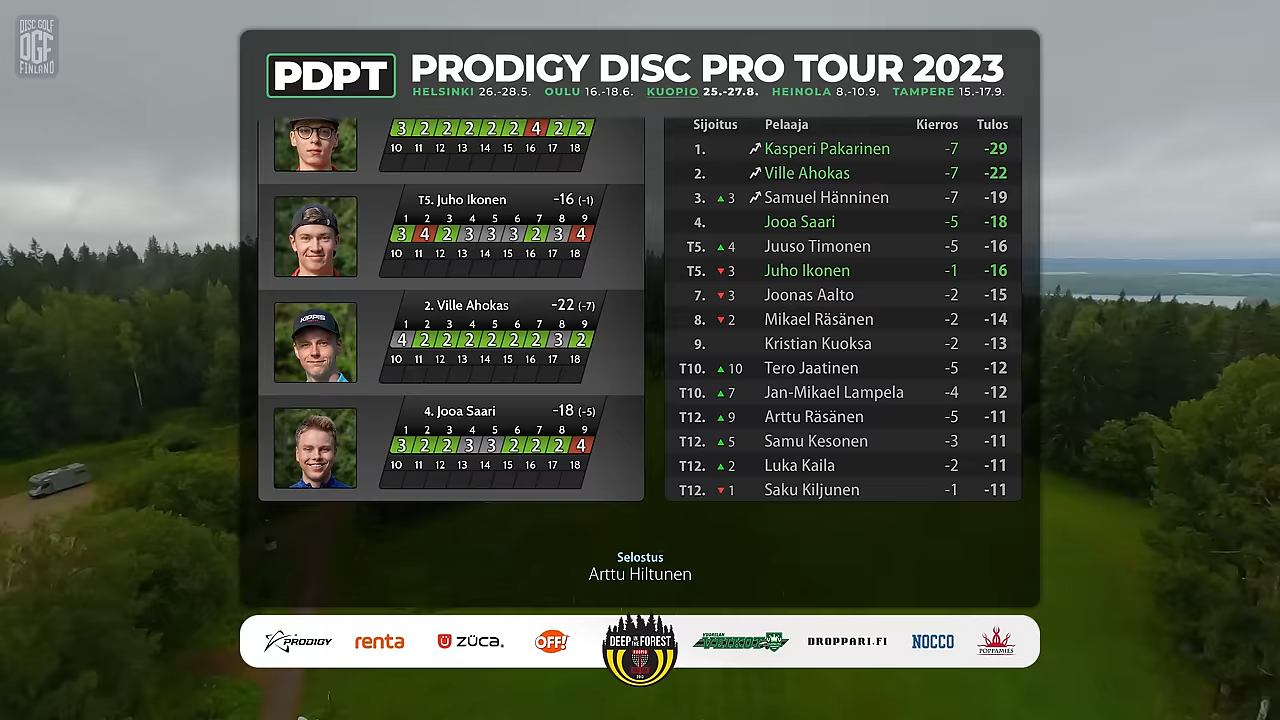 DISC GOLF
DGF
FINLAND
PDPT PRODIGY DISC PRO TOUR 2023
HELSINKI 26.-28.5. OULU 16.-18.6. KUOPIO 25.-27.8. HEINOLA 8.-10.9. TAMPERE 15.-17.9.
3 2 2 2 2 2 4 2 2
10 11 12 13 14 15 16 17 18
T5. Juho Ikonen -16 (-1)
1 2 3 4 5 6 7 8 9
3 4 2 3 3 3 2 3 4
10 11 12 13 14 15 16 17 18
2. Ville Ahokas -22 (-7)
1 2 3 4 5 6 7 8 9
4 2 2 2 2 2 2 3 2
10 11 12 13 14 15 16 17 18
KIPPIS
4. Jooa Saari -18 (-5)
1 2 3 4 5 6 7 8 9
3 2 2 3 3 2 2 2 4
10 11 12 13 14 15 16 17 18
Sijoitus Pelaaja Kierros Tulos
1. Kasperi Pakarinen -7 -29
2. Ville Ahokas -7 -22
3. ▲ 3 Samuel Hänninen -7 -19
4. Jooa Saari -5 -18
T5. ▲ 4 Juuso Timonen -5 -16
T5. ▼ 3 Juho Ikonen -1 -16
7. ▼ 3 Joonas Aalto -2 -15
8. ▼ 2 Mikael Räsänen -2 -14
9. Kristian Kuoksa -2 -13
T10. ▲ 10 Tero Jaatinen -5 -12
T10. ▲ 7 Jan-Mikael Lampela -4 -12
T12. ▲ 9 Arttu Räsänen -5 -11
T12. ▲ 5 Samu Kesonen -3 -11
T12. ▲ 2 Luka Kaila -2 -11
T12. ▼ 1 Saku Kiljunen -1 -11
Selostus
Arttu Hiltunen
PRODIGY renta ZÜCA. OFF! DEEP IN THE FOREST KUOPIO VEIKOT DROPPARI.FI NOCCO POPPAMIES